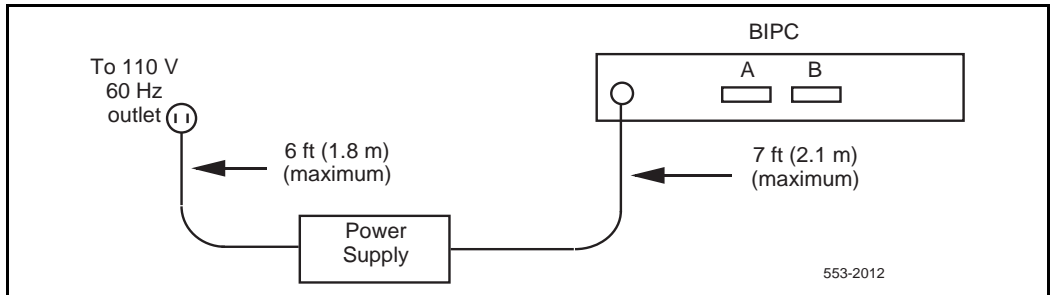 BIPC
A B
To 110 V
60 Hz
outlet
6 ft (1.8 m)
(maximum)
7 ft (2.1 m)
(maximum)
Power
Supply
553-2012